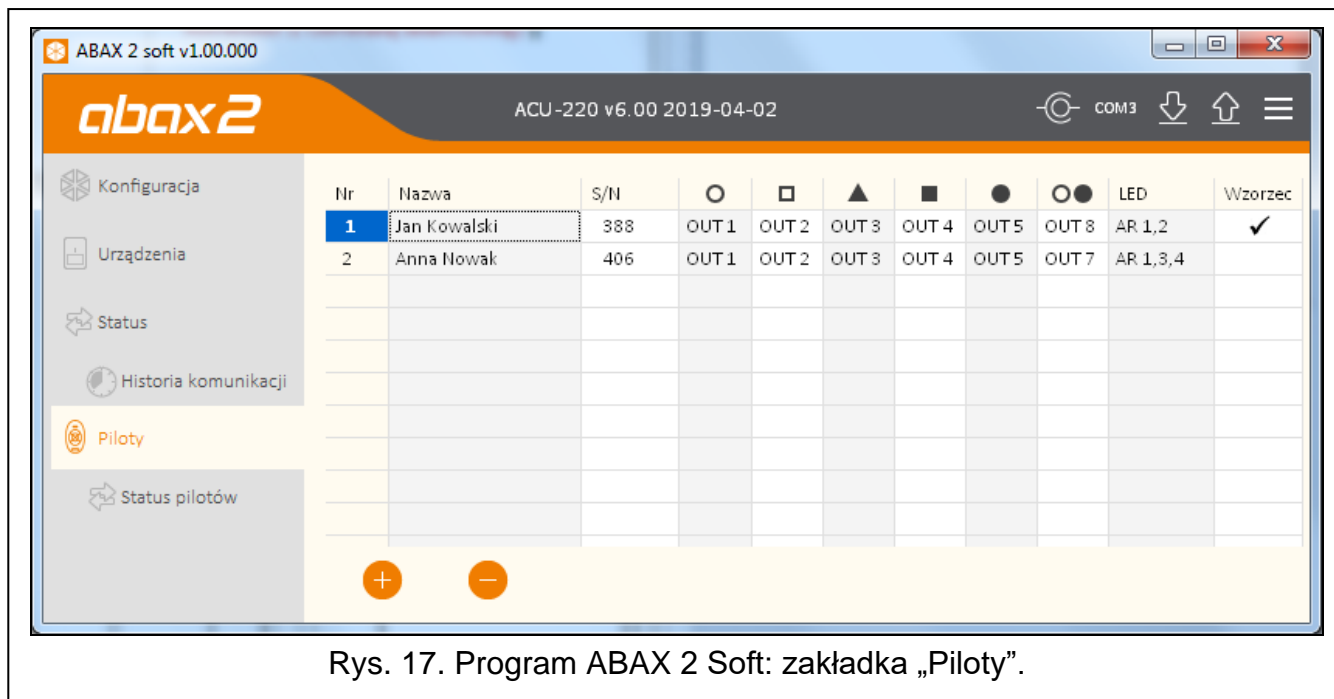 ABAX 2 soft v1.00.000
abax2
ACU-220 v6.00 2019-04-02
COM3
Konfiguracja
Urządzenia
Status
Historia komunikacji
Piloty
Status pilotów
Nr Nazwa S/N LED Wzorzec
1 Jan Kowalski 388 OUT 1 OUT 2 OUT 3 OUT 4 OUT 5 OUT 8 AR 1,2 ✓
2 Anna Nowak 406 OUT 1 OUT 2 OUT 3 OUT 4 OUT 5 OUT 7 AR 1,3,4
Rys. 17. Program ABAX 2 Soft: zakładka „Piloty”.